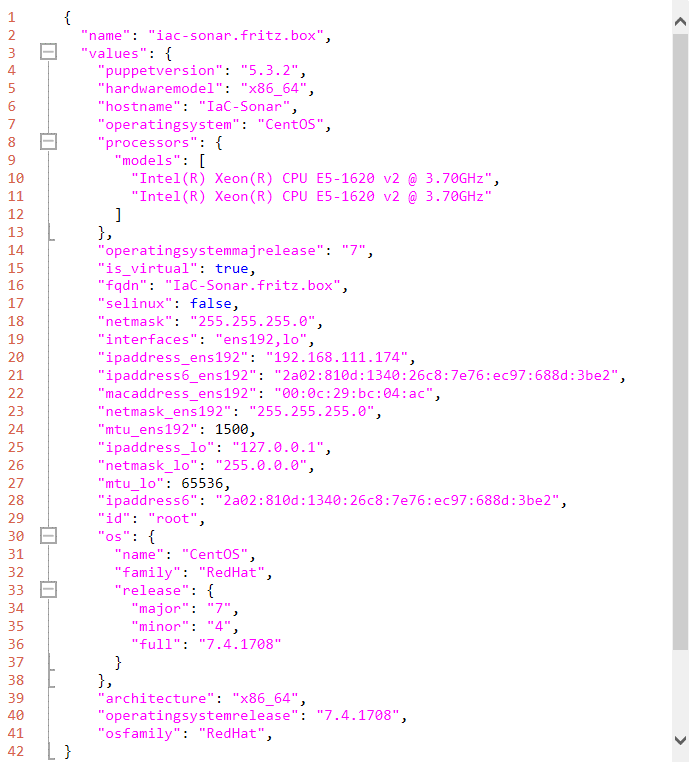 1 {
2 "name": "iac-sonar.fritz.box",
3 "values": {
4 "puppetversion": "5.3.2",
5 "hardwaremodel": "x86_64",
6 "hostname": "IaC-Sonar",
7 "operatingsystem": "CentOS",
8 "processors": {
9 "models": [
10 "Intel(R) Xeon(R) CPU E5-1620 v2 @ 3.70GHz",
11 "Intel(R) Xeon(R) CPU E5-1620 v2 @ 3.70GHz"
12 ]
13 },
14 "operatingsystemmajrelease": "7",
15 "is_virtual": true,
16 "fqdn": "IaC-Sonar.fritz.box",
17 "selinux": false,
18 "netmask": "255.255.255.0",
19 "interfaces": "ens192,lo",
20 "ipaddress_ens192": "192.168.111.174",
21 "ipaddress6_ens192": "2a02:810d:1340:26c8:7e76:ec97:688d:3be2",
22 "macaddress_ens192": "00:0c:29:bc:04:ac",
23 "netmask_ens192": "255.255.255.0",
24 "mtu_ens192": 1500,
25 "ipaddress_lo": "127.0.0.1",
26 "netmask_lo": "255.0.0.0",
27 "mtu_lo": 65536,
28 "ipaddress6": "2a02:810d:1340:26c8:7e76:ec97:688d:3be2",
29 "id": "root",
30 "os": {
31 "name": "CentOS",
32 "family": "RedHat",
33 "release": {
34 "major": "7",
35 "minor": "4",
36 "full": "7.4.1708"
37 }
38 },
39 "architecture": "x86_64",
40 "operatingsystemrelease": "7.4.1708",
41 "osfamily": "RedHat",
42 }